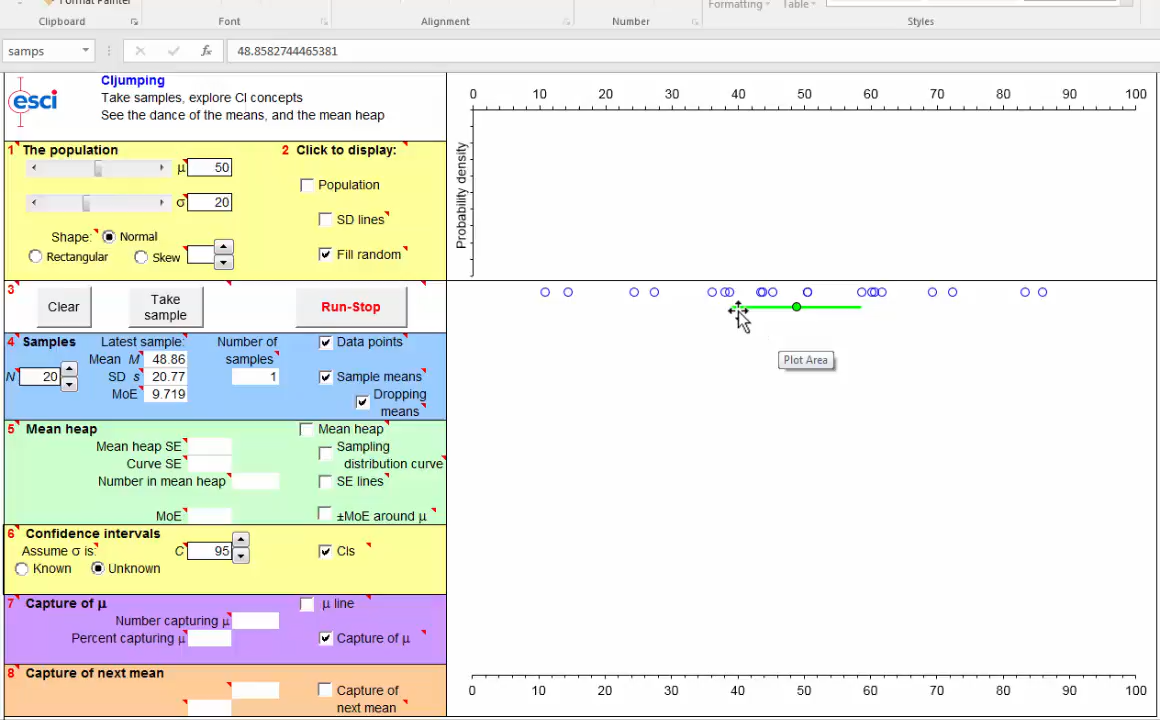 Format Painter
Formatting Table
Clipboard Font Alignment Number Styles
samps fx 48.8582744465381
esci
CIjumping
Take samples, explore CI concepts
See the dance of the means, and the mean heap
0 10 20 30 40 50 60 70 80 90 100
Probability density
1 The population
μ 50
σ 20
Shape: Normal
Rectangular Skew
2 Click to display:
Population
SD lines
Fill random
3 Clear Take sample Run-Stop
4 Samples Latest sample: Number of samples
Mean M 48.86
N 20 SD s 20.77 1
MoE 9.719
Data points
Sample means
Dropping means
Plot Area
5 Mean heap Mean heap
Mean heap SE Sampling
Curve SE distribution curve
Number in mean heap SE lines
MoE ±MoE around μ
6 Confidence intervals
Assume σ is: C 95 CIs
Known Unknown
7 Capture of μ μ line
Number capturing μ
Percent capturing μ Capture of μ
8 Capture of next mean
Capture of
next mean
0 10 20 30 40 50 60 70 80 90 100